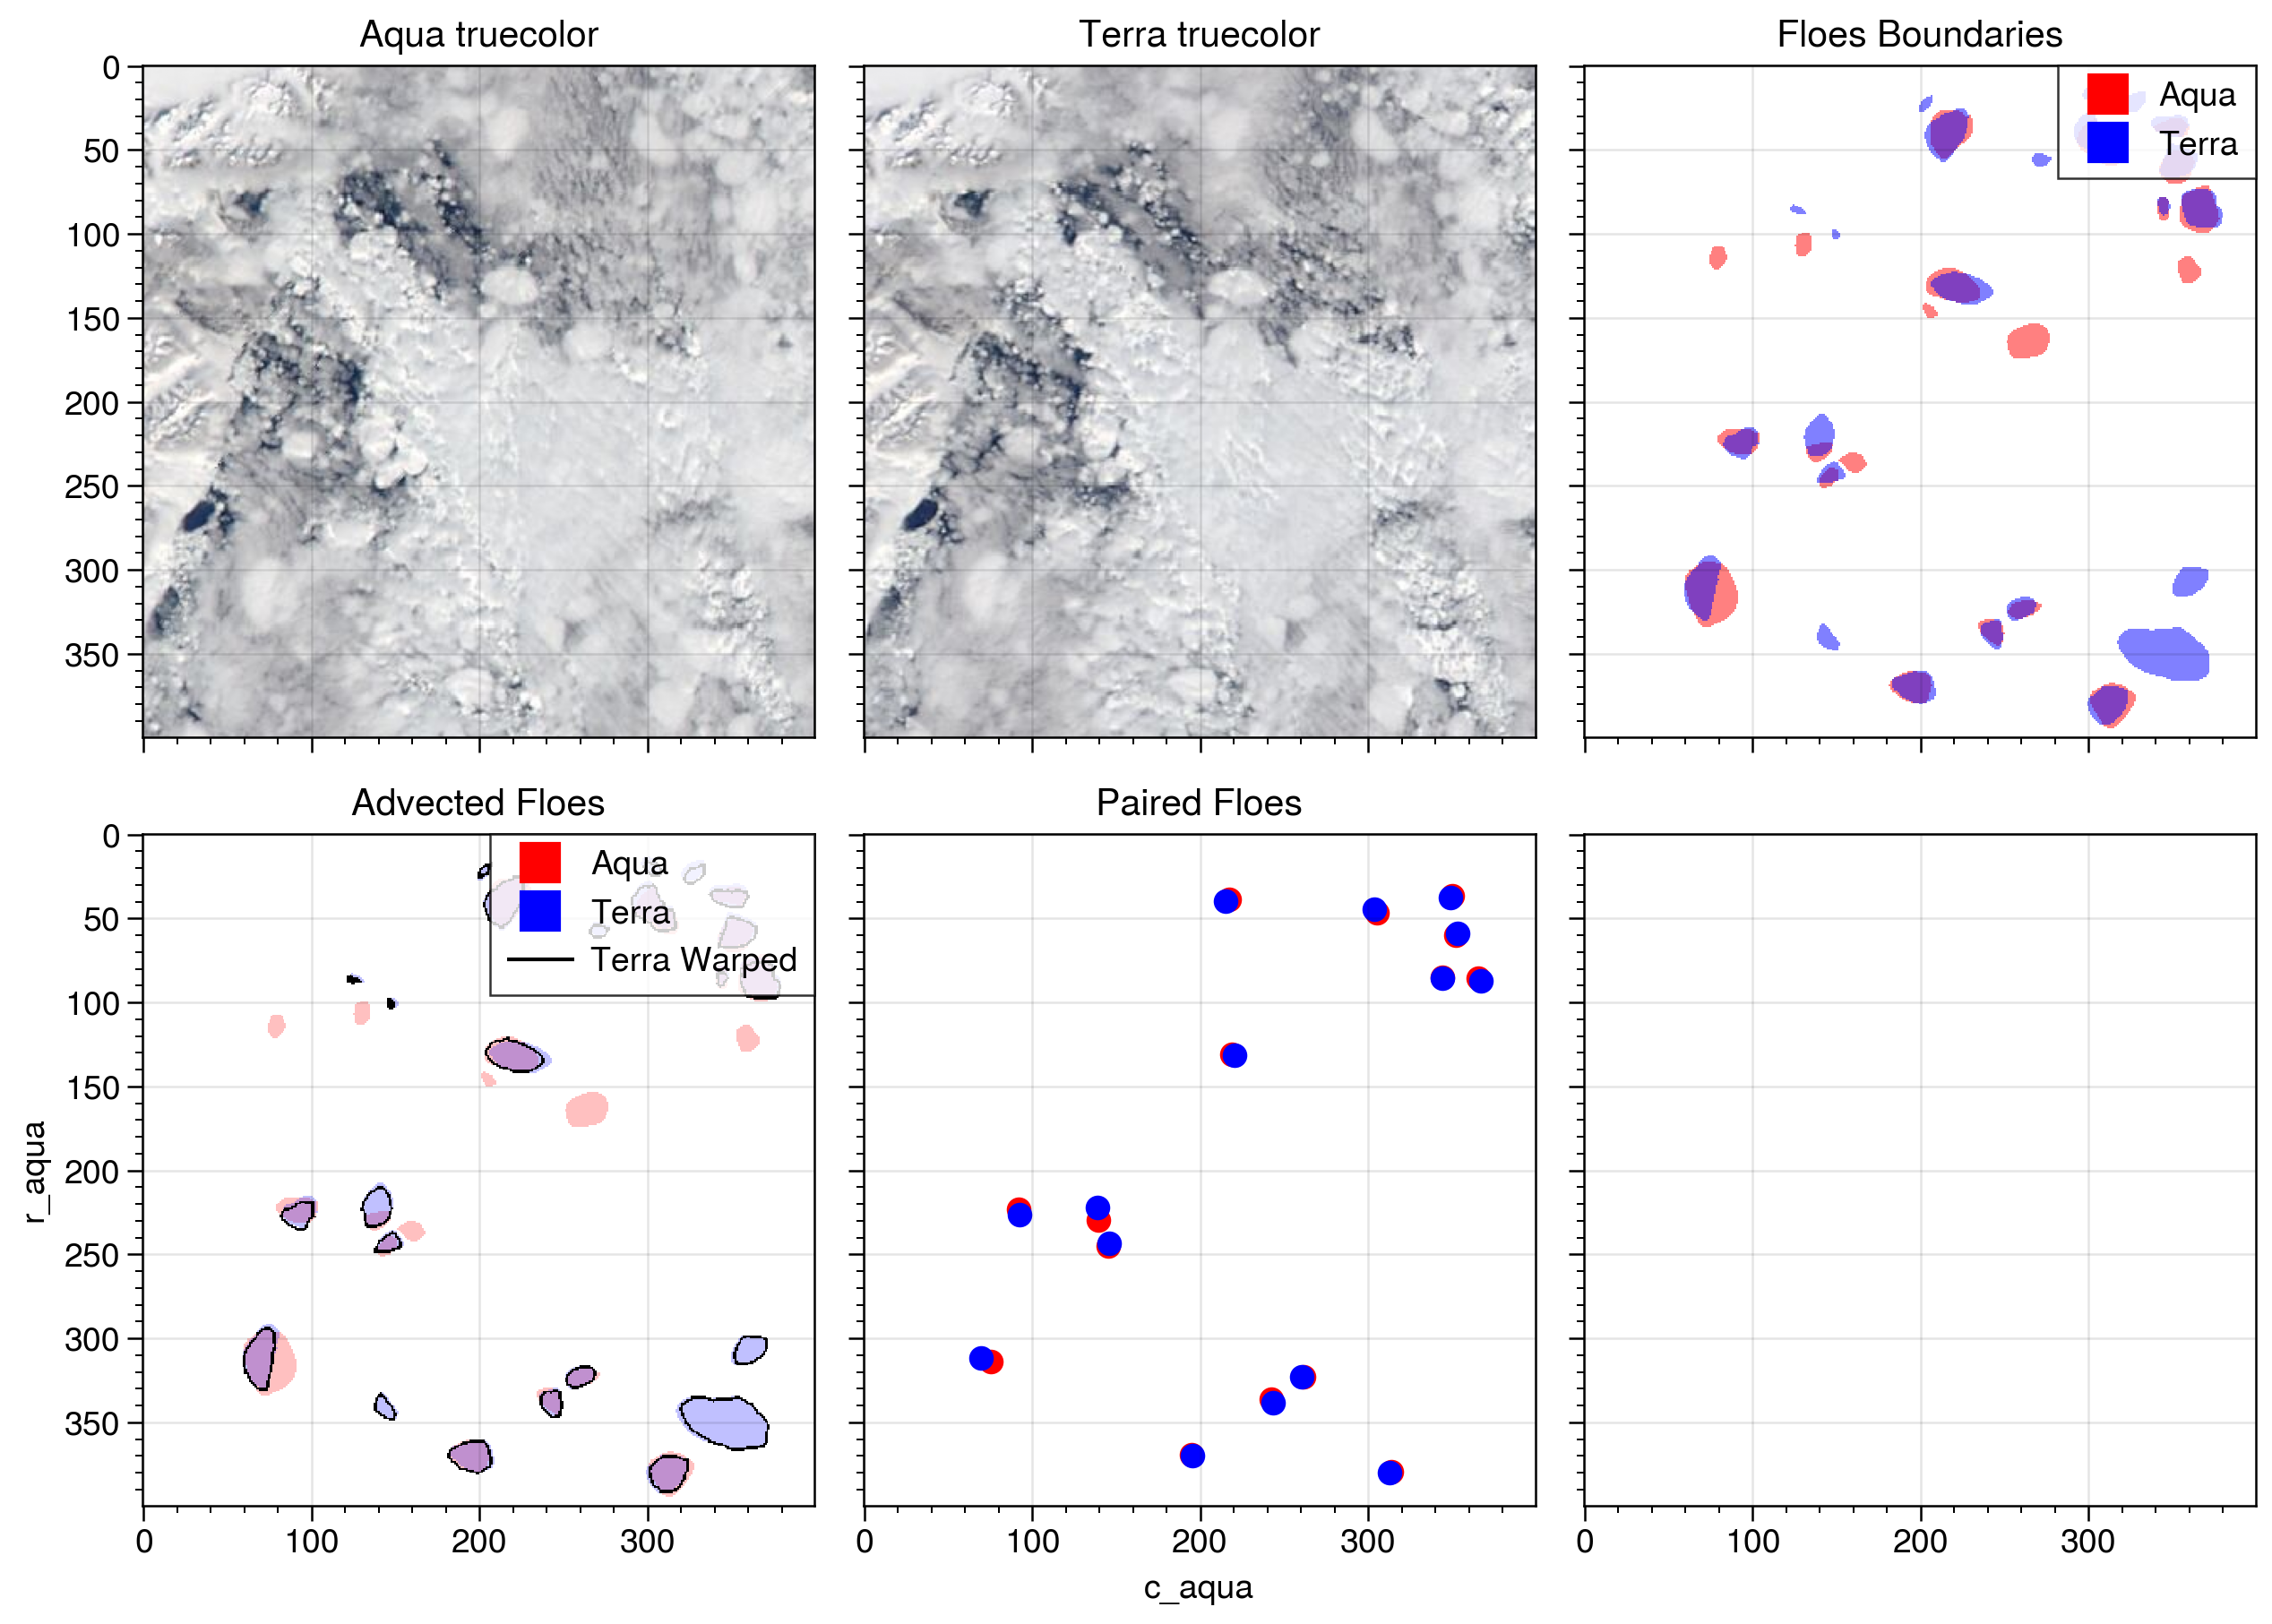 Aqua truecolor
Terra truecolor
Floes Boundaries
0
50
100
150
200
250
300
350
Aqua
Terra
Advected Floes
Paired Floes
0
50
100
150
200
250
300
350
r_aqua
Aqua
Terra
Terra Warped
0 100 200 300
0 100 200 300
0 100 200 300
c_aqua